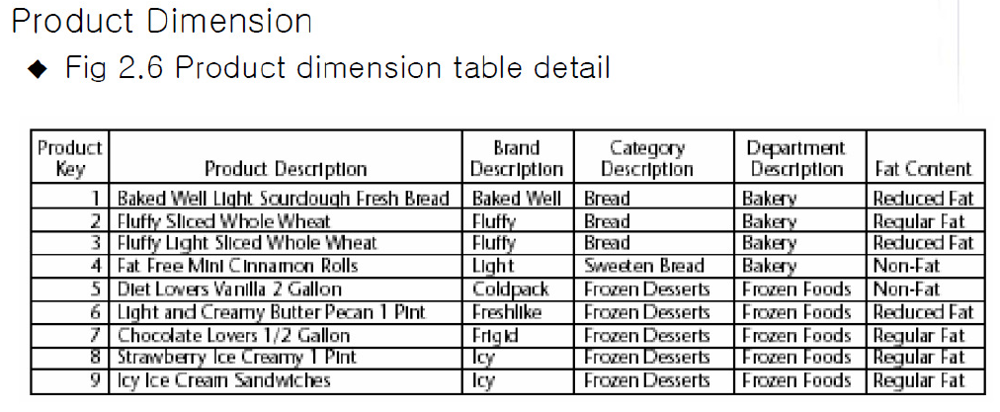 Product Dimension
◆ Fig 2.6 Product dimension table detail
Product Key | Product Description | Brand Description | Category Description | Department Description | Fat Content
1 | Baked Well Light Sourdough Fresh Bread | Baked Well | Bread | Bakery | Reduced Fat
2 | Fluffy Sliced Whole Wheat | Fluffy | Bread | Bakery | Regular Fat
3 | Fluffy Light Sliced Whole Wheat | Fluffy | Bread | Bakery | Reduced Fat
4 | Fat Free Mini Cinnamon Rolls | Light | Sweeten Bread | Bakery | Non-Fat
5 | Diet Lovers Vanilla 2 Gallon | Coldpack | Frozen Desserts | Frozen Foods | Non-Fat
6 | Light and Creamy Butter Pecan 1 Pint | Freshlike | Frozen Desserts | Frozen Foods | Reduced Fat
7 | Chocolate Lovers 1/2 Gallon | Frigid | Frozen Desserts | Frozen Foods | Regular Fat
8 | Strawberry Ice Creamy 1 Pint | Icy | Frozen Desserts | Frozen Foods | Regular Fat
9 | Icy Ice Cream Sandwiches | Icy | Frozen Desserts | Frozen Foods | Regular Fat